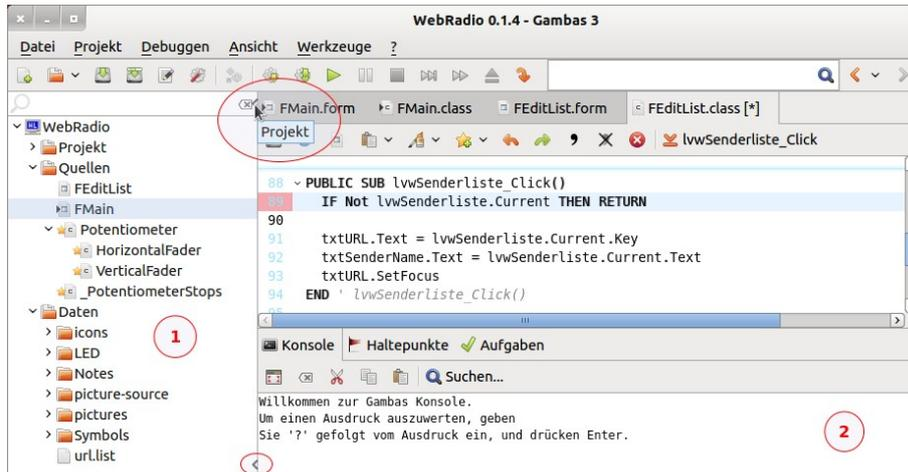 WebRadio 0.1.4 - Gambas 3
Datei Projekt Debuggen Ansicht Werkzeuge ?
FMain.form FMain.class FEditList.form FEditList.class [*]
Projekt
lvwSenderliste_Click
WebRadio
Projekt
Quellen
FEditList
FMain
Potentiometer
HorizontalFader
VerticalFader
_PotentiometerStops
Daten
icons
LED
Notes
picture-source
pictures
Symbols
url.list
1
88 PUBLIC SUB lvwSenderliste_Click()
89 IF Not lvwSenderliste.Current THEN RETURN
90
91 txtURL.Text = lvwSenderliste.Current.Key
92 txtSenderName.Text = lvwSenderliste.Current.Text
93 txtURL.SetFocus
94 END ' lvwSenderliste_Click()
95
Konsole Haltepunkte Aufgaben
Suchen...
Willkommen zur Gambas Konsole.
Um einen Ausdruck auszuwerten, geben
Sie '?' gefolgt vom Ausdruck ein, und drücken Enter.
2